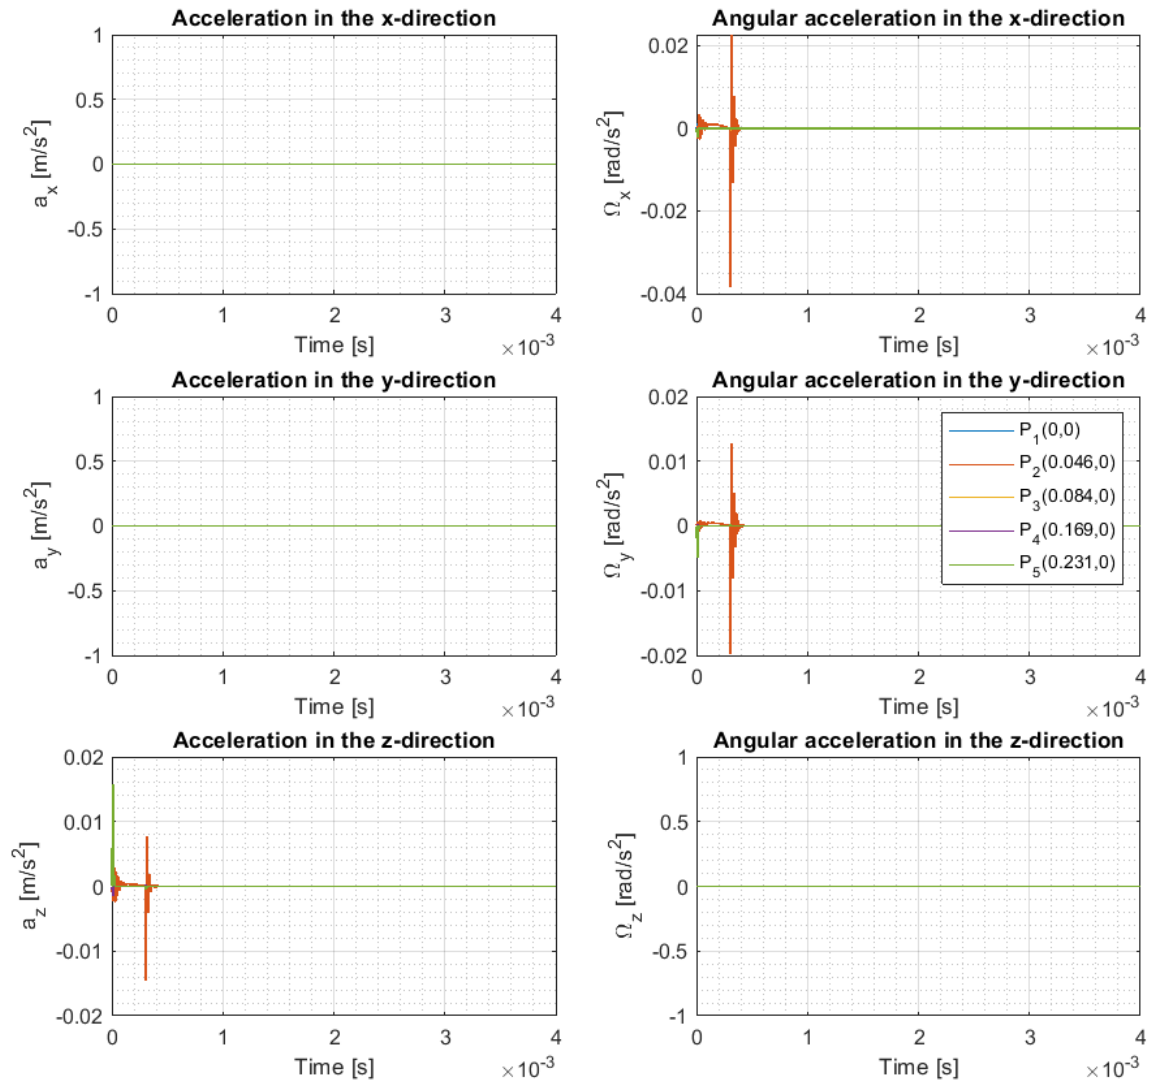 Acceleration in the x-direction
1
0.5
0
-0.5
-1
a_x [m/s^2]
0 1 2 3 4
Time [s]
×10^-3
Angular acceleration in the x-direction
0.02
0
-0.02
-0.04
Ω_x [rad/s^2]
0 1 2 3 4
Time [s]
×10^-3
Acceleration in the y-direction
1
0.5
0
-0.5
-1
a_y [m/s^2]
0 1 2 3 4
Time [s]
×10^-3
Angular acceleration in the y-direction
0.02
0.01
0
-0.01
-0.02
Ω_y [rad/s^2]
P_1(0,0)
P_2(0.046,0)
P_3(0.084,0)
P_4(0.169,0)
P_5(0.231,0)
0 1 2 3 4
Time [s]
×10^-3
Acceleration in the z-direction
0.02
0.01
0
-0.01
-0.02
a_z [m/s^2]
0 1 2 3 4
Time [s]
×10^-3
Angular acceleration in the z-direction
1
0.5
0
-0.5
-1
Ω_z [rad/s^2]
0 1 2 3 4
Time [s]
×10^-3